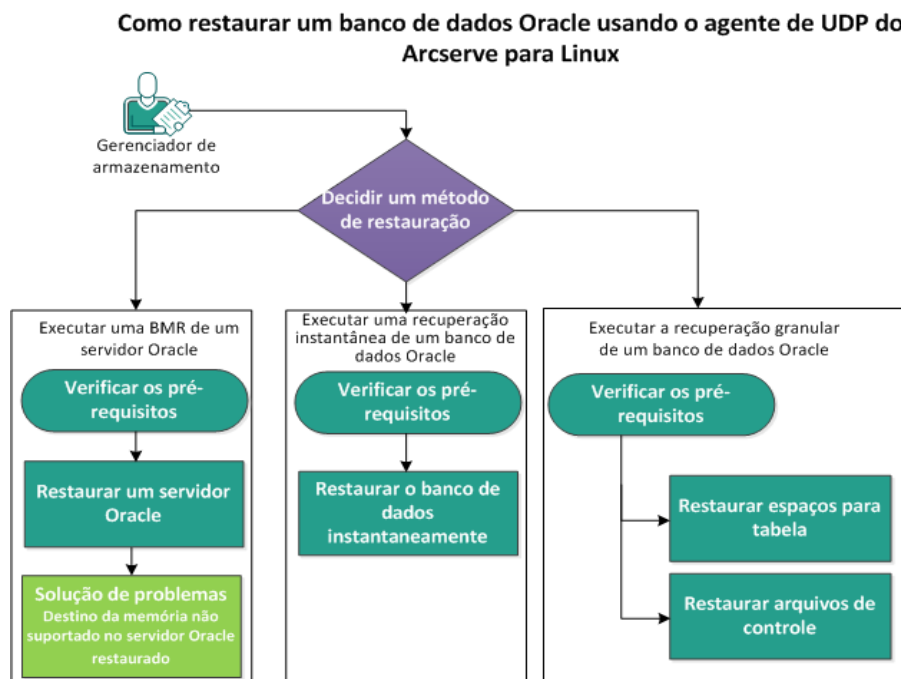 Como restaurar um banco de dados Oracle usando o agente de UDP do
Arcserve para Linux
Gerenciador de
armazenamento
Decidir um método
de restauração
Executar uma BMR de um
servidor Oracle
Verificar os pré-
requisitos
Restaurar um servidor
Oracle
Solução de problemas
Destino da memória não
suportado no servidor Oracle
restaurado
Executar uma recuperação
instantânea de um banco de
dados Oracle
Verificar os pré-
requisitos
Restaurar o banco de
dados
instantaneamente
Executar a recuperação granular
de um banco de dados Oracle
Verificar os pré-
requisitos
Restaurar espaços para
tabela
Restaurar arquivos de
controle